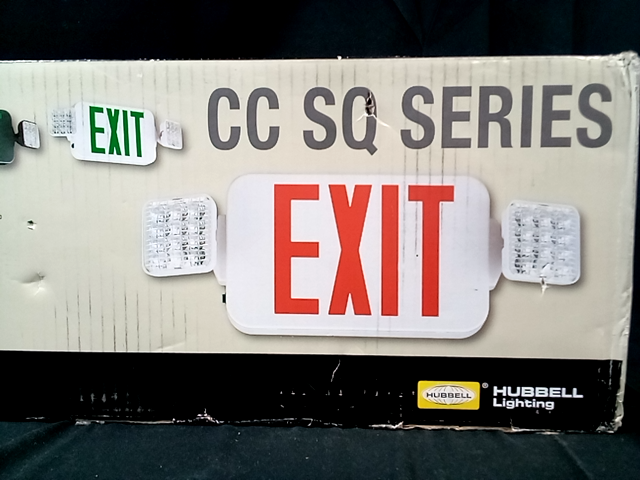 CC SQ SERIES
EXIT
EXIT
HUBBELL
® HUBBELL
Lighting